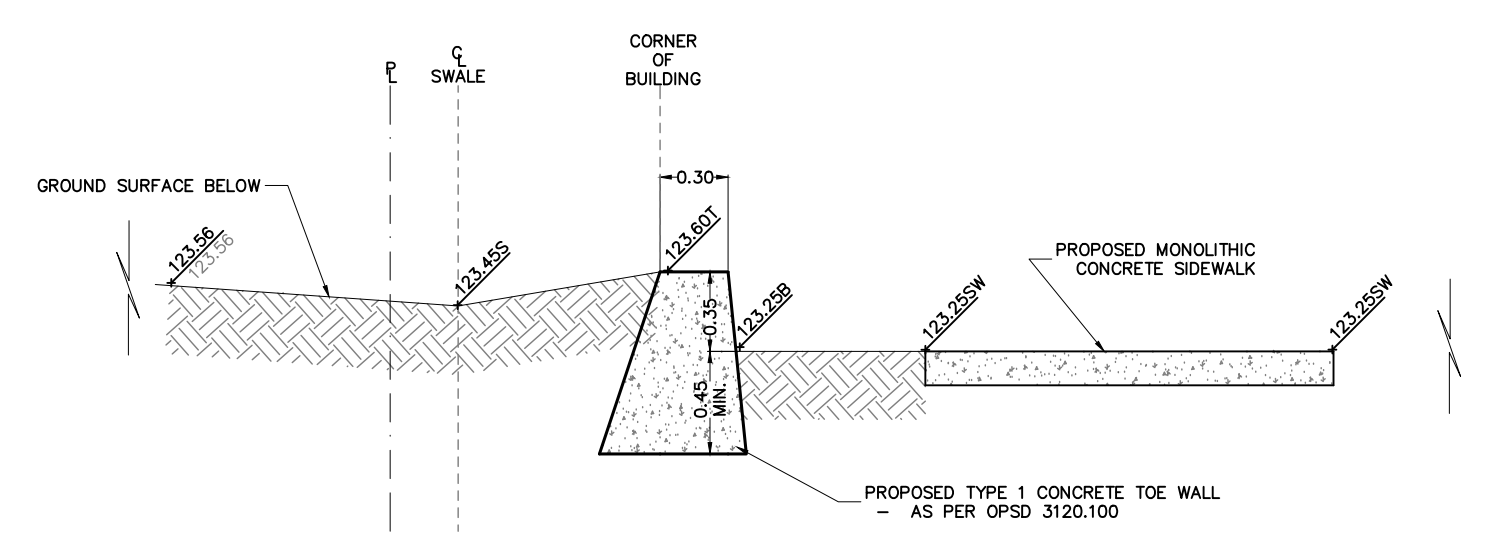 CORNER
OF
BUILDING
℄
SWALE
PL
0.30
GROUND SURFACE BELOW
123.56
123.56
123.45S
123.60T
0.35
123.25B
123.25SW
PROPOSED MONOLITHIC
CONCRETE SIDEWALK
123.25SW
0.45
MIN.
PROPOSED TYPE 1 CONCRETE TOE WALL
- AS PER OPSD 3120.100